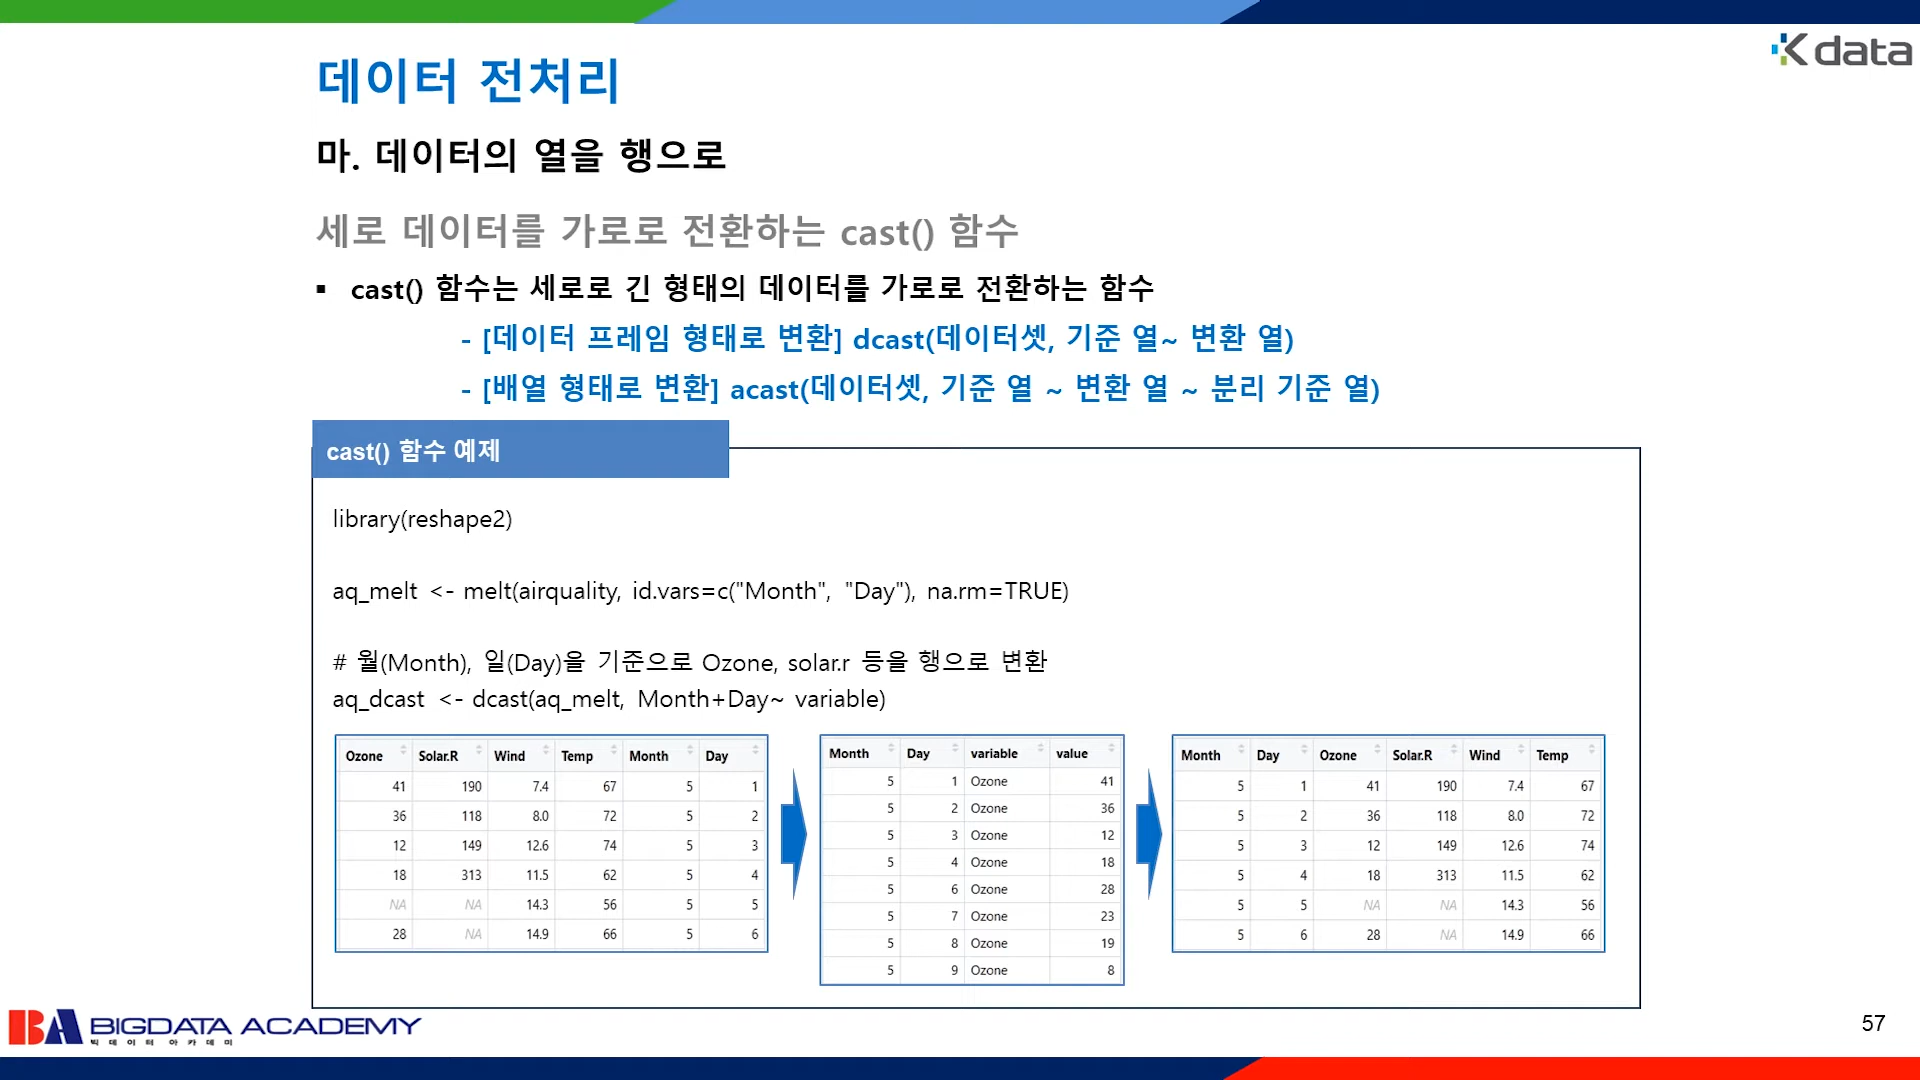 Kdata
데이터 전처리
마. 데이터의 열을 행으로
세로 데이터를 가로로 전환하는 cast() 함수
▪ cast() 함수는 세로로 긴 형태의 데이터를 가로로 전환하는 함수
- [데이터 프레임 형태로 변환] dcast(데이터셋, 기준 열~ 변환 열)
- [배열 형태로 변환] acast(데이터셋, 기준 열 ~ 변환 열 ~ 분리 기준 열)
cast() 함수 예제
library(reshape2)
aq_melt <- melt(airquality, id.vars=c("Month", "Day"), na.rm=TRUE)
# 월(Month), 일(Day)을 기준으로 Ozone, solar.r 등을 행으로 변환
aq_dcast <- dcast(aq_melt, Month+Day~ variable)
Ozone Solar.R Wind Temp Month Day
41 190 7.4 67 5 1
36 118 8.0 72 5 2
12 149 12.6 74 5 3
18 313 11.5 62 5 4
NA NA 14.3 56 5 5
28 NA 14.9 66 5 6
Month Day variable value
5 1 Ozone 41
5 2 Ozone 36
5 3 Ozone 12
5 4 Ozone 18
5 6 Ozone 28
5 7 Ozone 23
5 8 Ozone 19
5 9 Ozone 8
Month Day Ozone Solar.R Wind Temp
5 1 41 190 7.4 67
5 2 36 118 8.0 72
5 3 12 149 12.6 74
5 4 18 313 11.5 62
5 5 NA NA 14.3 56
5 6 28 NA 14.9 66
BA BIGDATA ACADEMY
빅데이터아카데미
57